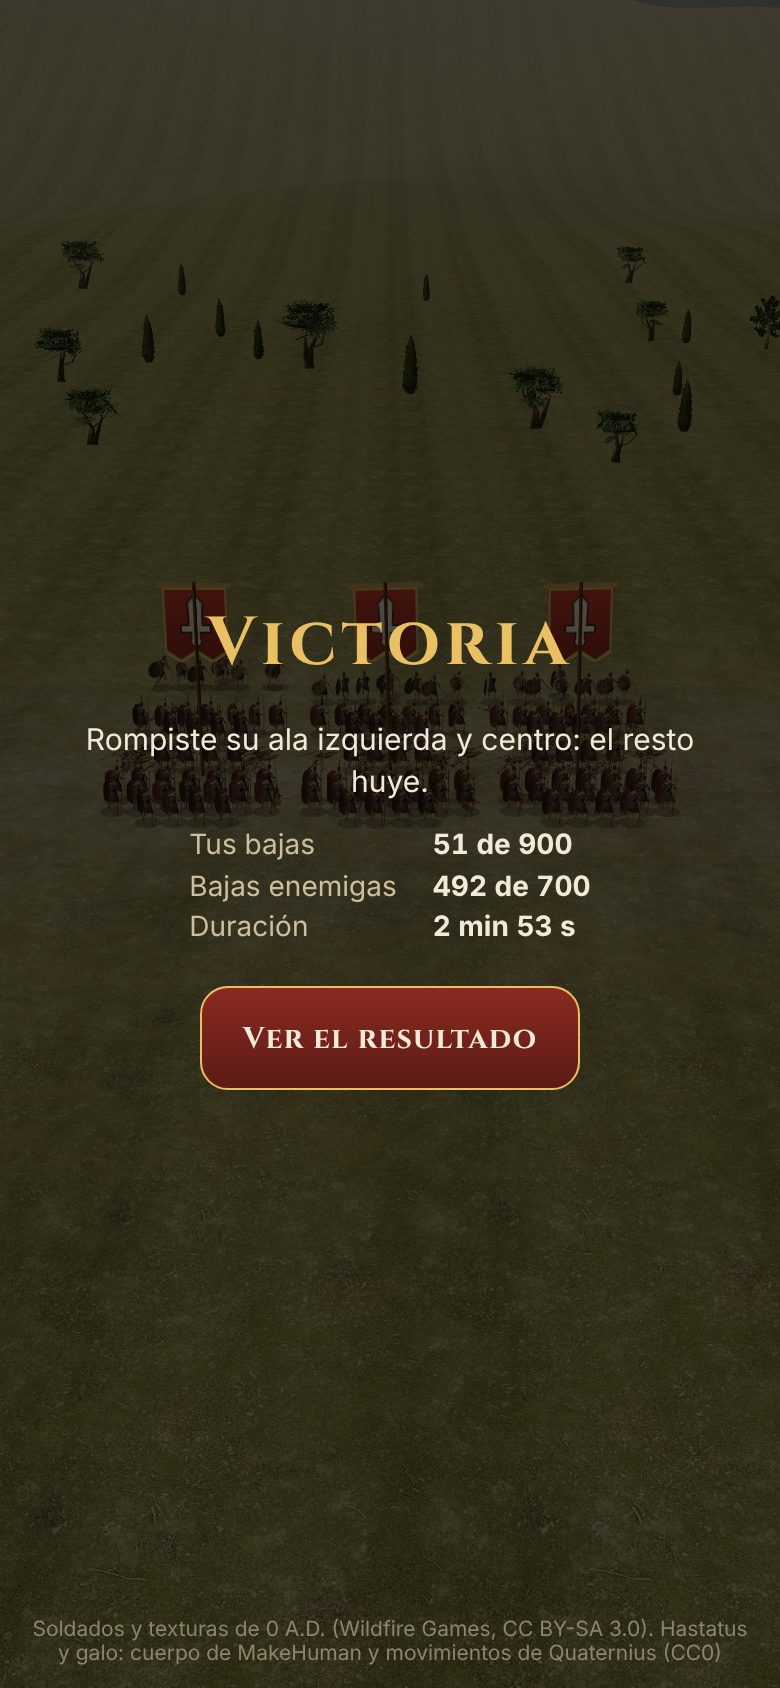 VICTORIA
Rompiste su ala izquierda y centro: el resto
huye.
Tus bajas 51 de 900
Bajas enemigas 492 de 700
Duración 2 min 53 s
VER EL RESULTADO
Soldados y texturas de 0 A.D. (Wildfire Games, CC BY-SA 3.0). Hastatus
y galo: cuerpo de MakeHuman y movimientos de Quaternius (CC0)